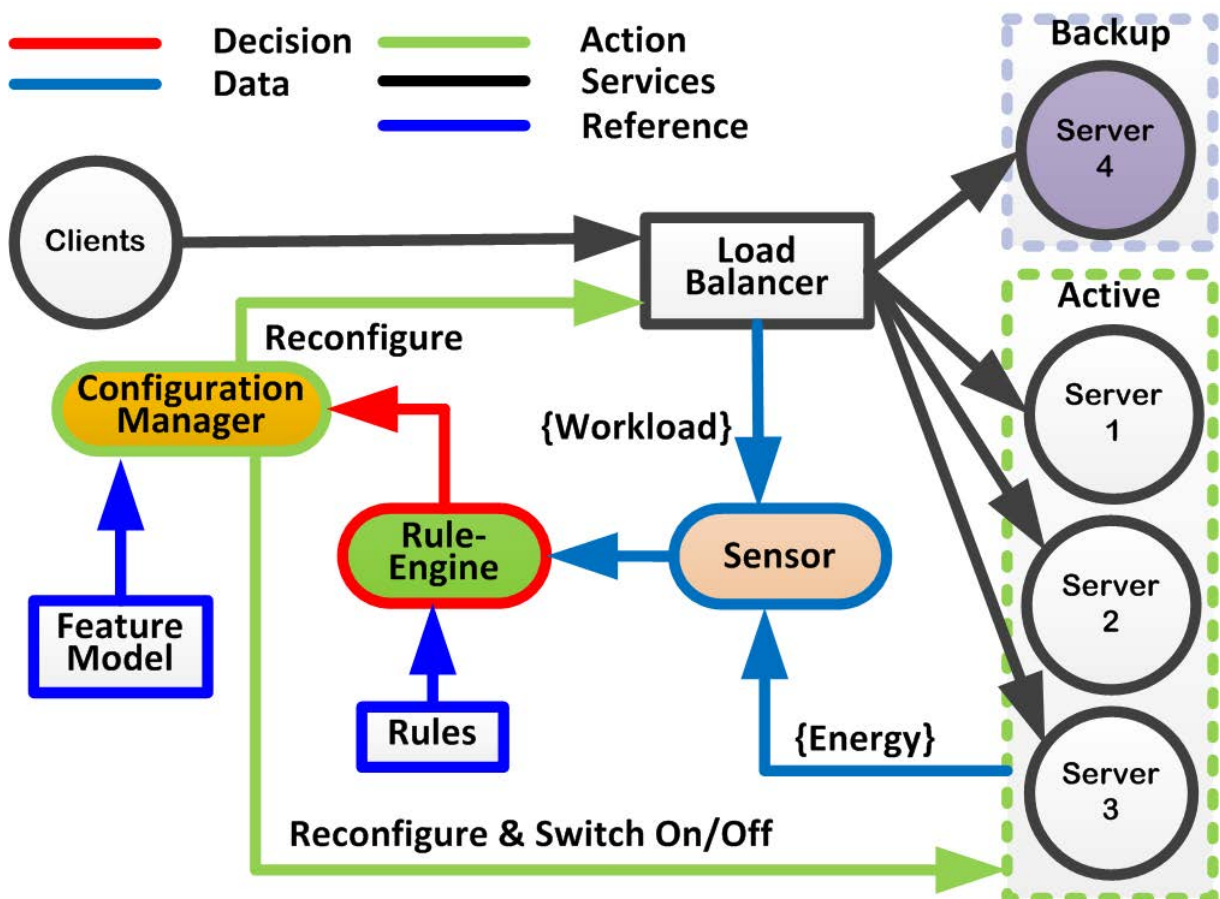 Decision
Action
Data
Services
Reference
Backup
Server
4
Clients
Load
Balancer
Active
Reconfigure
Configuration
Manager
Server
1
{Workload}
Rule-
Engine
Sensor
Server
2
Feature
Model
Rules
{Energy}
Server
3
Reconfigure & Switch On/Off